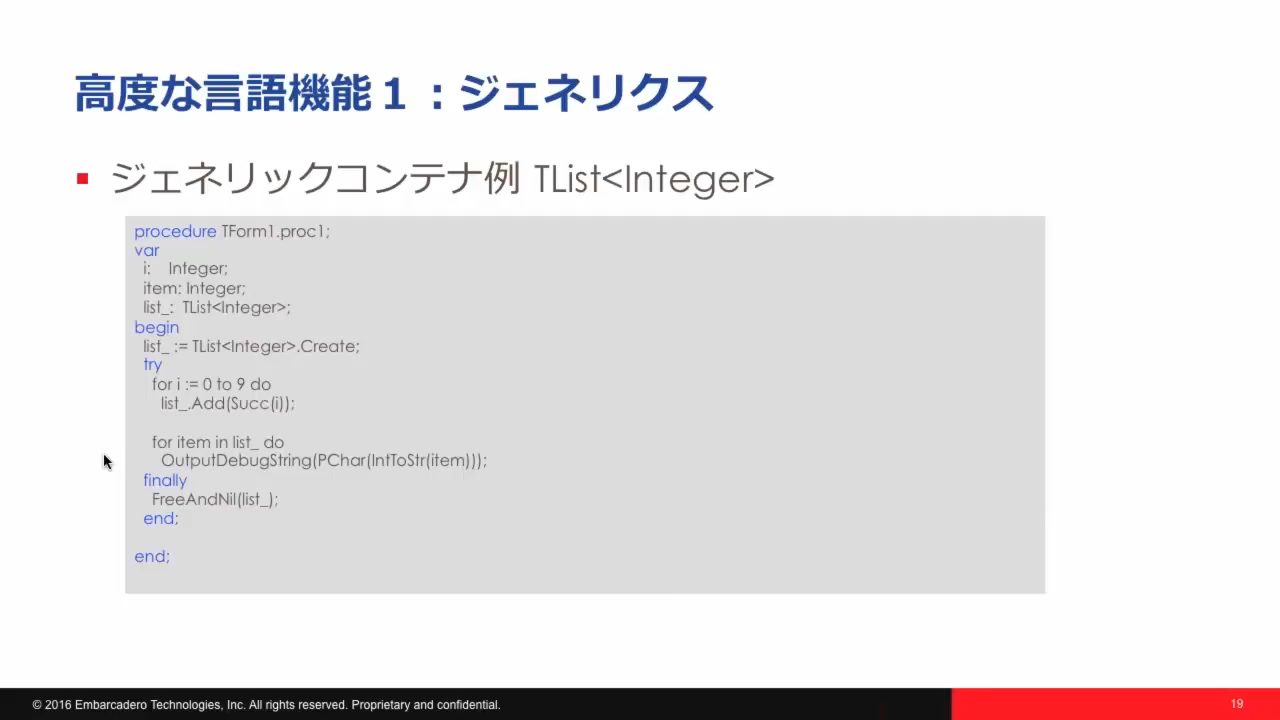 高度な言語機能１：ジェネリクス
ジェネリックコンテナ例 TList<Integer>
procedure TForm1.proc1;
var
i: Integer;
item: Integer;
list_: TList<Integer>;
begin
list_ := TList<Integer>.Create;
try
for i := 0 to 9 do
list_.Add(Succ(i));
for item in list_ do
OutputDebugString(PChar(IntToStr(item)));
finally
FreeAndNil(list_);
end;
end;
© 2016 Embarcadero Technologies, Inc. All rights reserved. Proprietary and confidential.
19